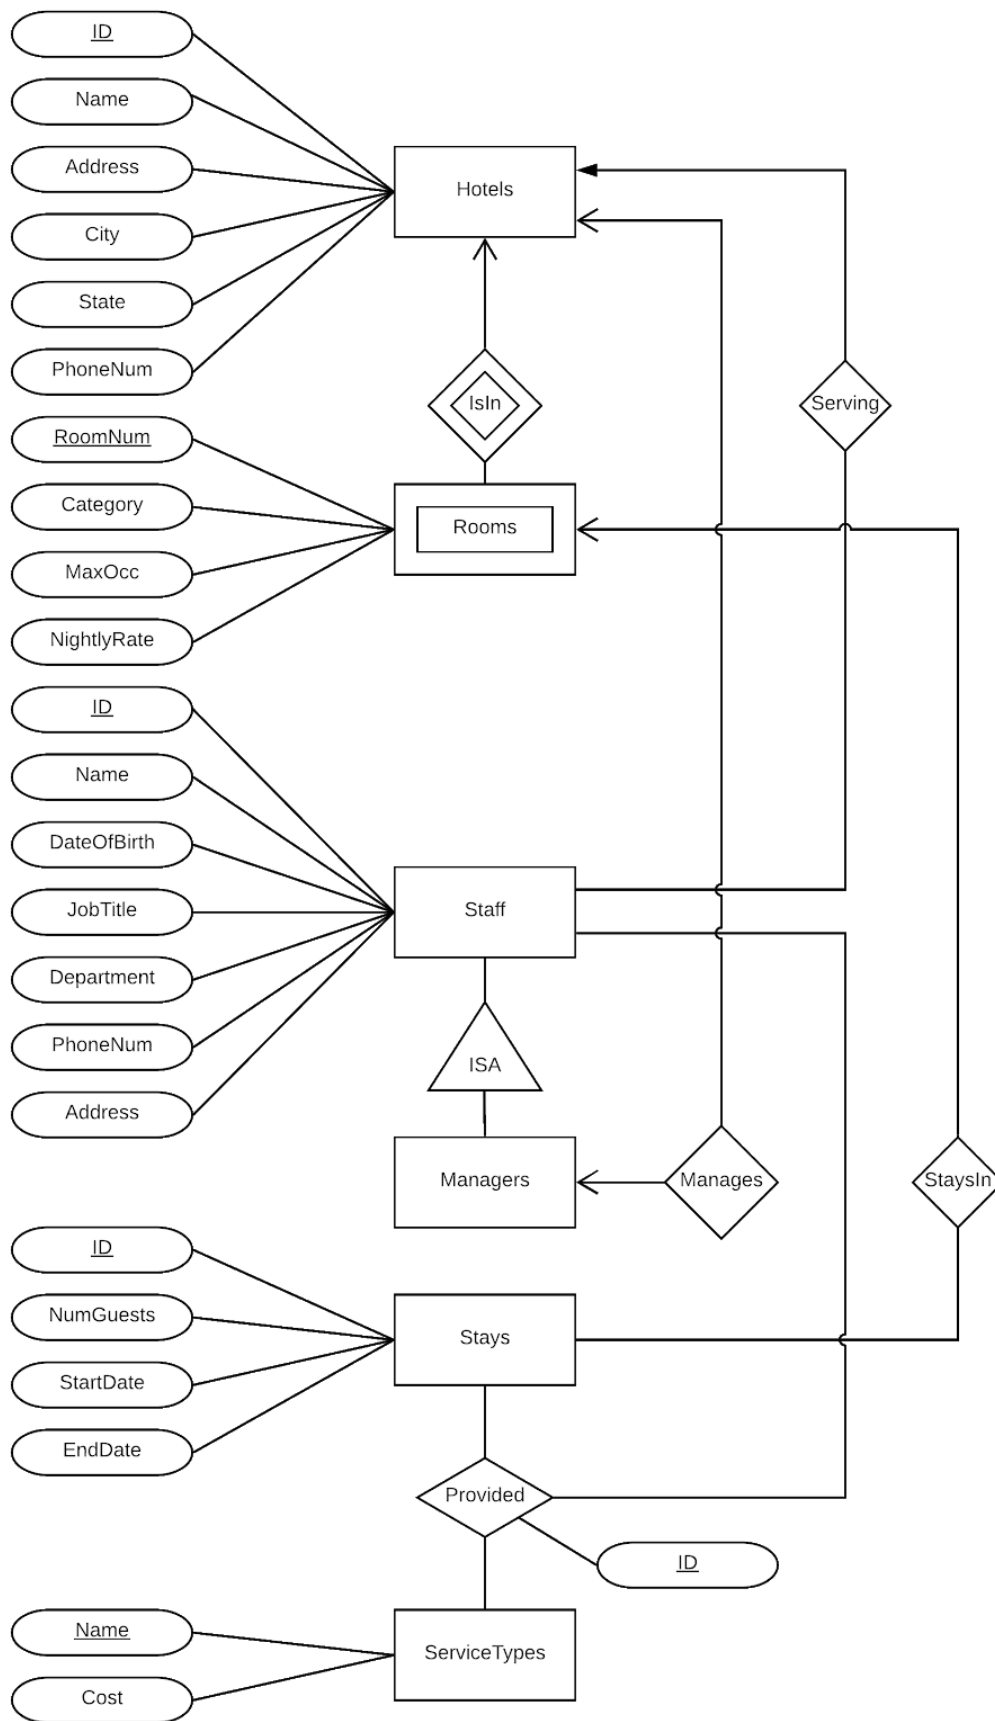 ID
Name
Address
City
State
PhoneNum
Hotels
IsIn
Serving
RoomNum
Category
MaxOcc
NightlyRate
Rooms
ID
Name
DateOfBirth
JobTitle
Department
PhoneNum
Address
Staff
ISA
Managers
Manages
StaysIn
ID
NumGuests
StartDate
EndDate
Stays
Provided
ID
Name
Cost
ServiceTypes